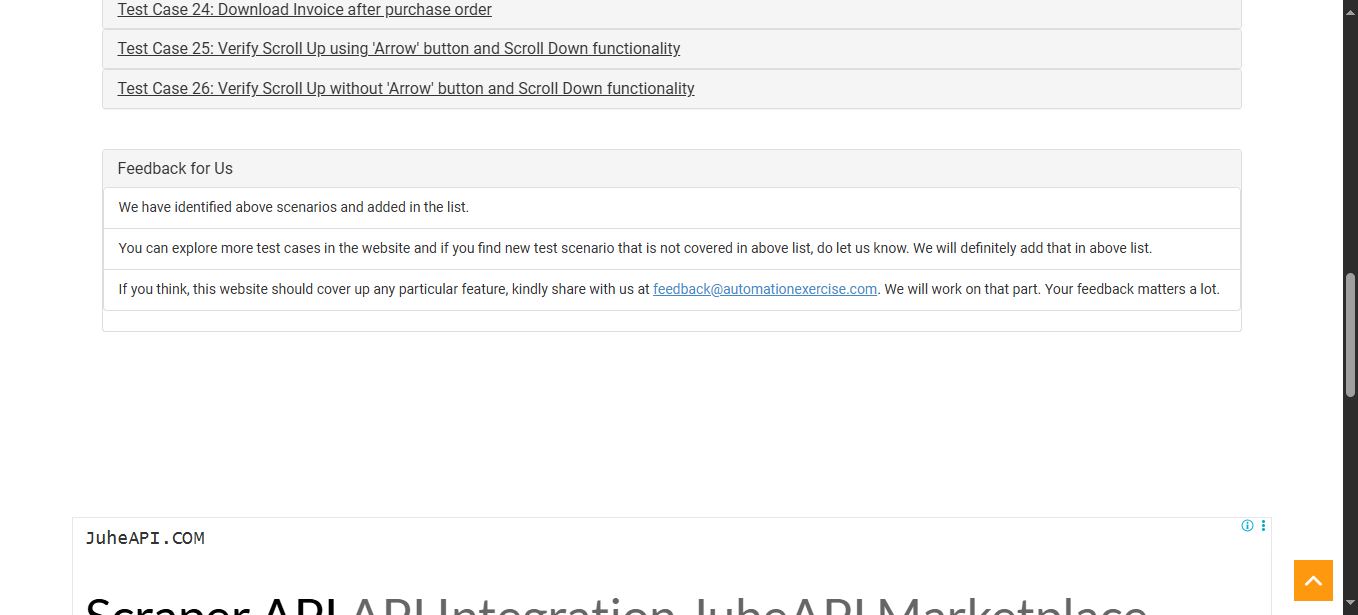 Test Case 24: Download Invoice after purchase order
Test Case 25: Verify Scroll Up using 'Arrow' button and Scroll Down functionality
Test Case 26: Verify Scroll Up without 'Arrow' button and Scroll Down functionality
Feedback for Us
We have identified above scenarios and added in the list.
You can explore more test cases in the website and if you find new test scenario that is not covered in above list, do let us know. We will definitely add that in above list.
If you think, this website should cover up any particular feature, kindly share with us at feedback@automationexercise.com. We will work on that part. Your feedback matters a lot.
JuheAPI.COM
Scraper API API Integration JuheAPI Marketplace